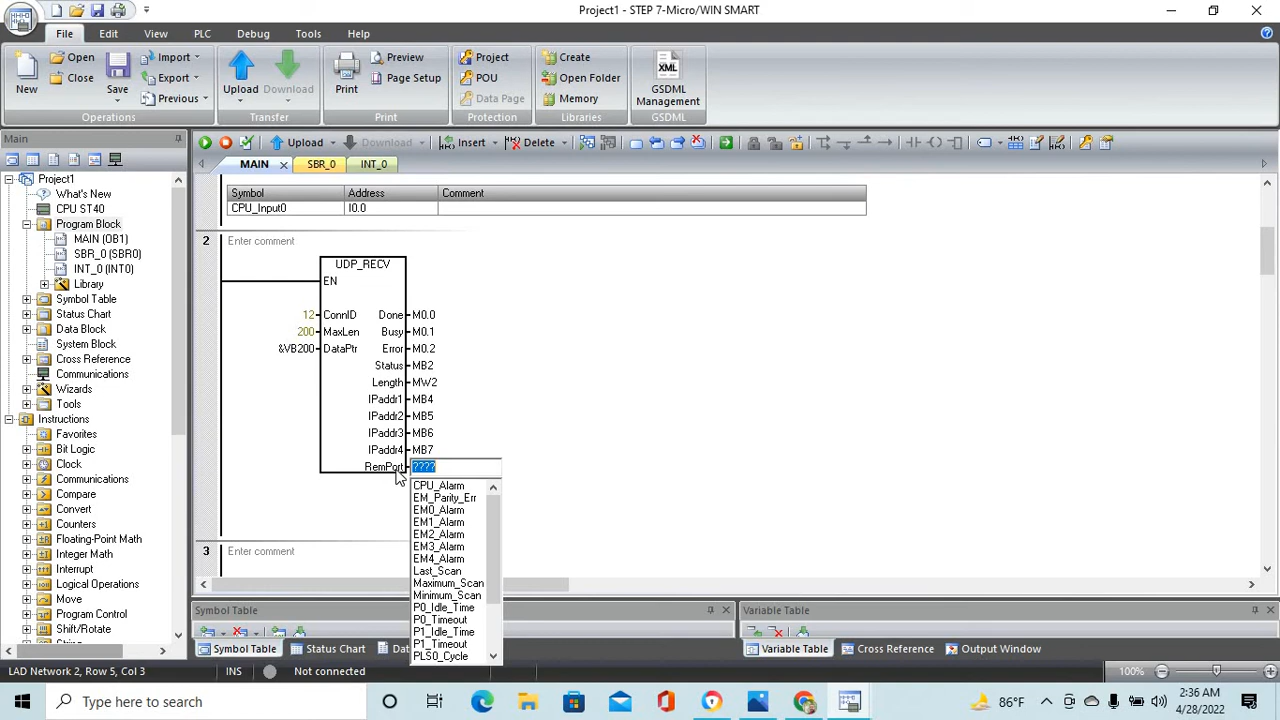 Project1 - STEP 7-Micro/WIN SMART
File Edit View PLC Debug Tools Help
New
Open
Close
Save
Import
Export
Previous
Operations
Upload
Download
Transfer
Print
Preview
Page Setup
Print
Project
POU
Data Page
Protection
Create
Open Folder
Memory
Libraries
XML
GSDML
Management
GSDML
Main
Upload Download Insert Delete
MAIN SBR_0 INT_0
Project1
What's New
CPU ST40
Program Block
MAIN (OB1)
SBR_0 (SBR0)
INT_0 (INT0)
Library
Symbol Table
Status Chart
Data Block
System Block
Cross Reference
Communications
Wizards
Tools
Instructions
Favorites
Bit Logic
Clock
Communications
Compare
Convert
Counters
Floating-Point Math
Integer Math
Interrupt
Logical Operations
Move
Program Control
Shift/Rotate
Symbol Address Comment
CPU_Input0 I0.0
2 Enter comment
UDP_RECV
EN
12 ConnID Done M0.0
200 MaxLen Busy M0.1
&VB200 DataPtr Error M0.2
Status MB2
Length MW2
IPaddr1 MB4
IPaddr2 MB5
IPaddr3 MB6
IPaddr4 MB7
RemPort ????
CPU_Alarm
EM_Parity_Err
EM0_Alarm
EM1_Alarm
EM2_Alarm
EM3_Alarm
EM4_Alarm
Last_Scan
Maximum_Scan
Minimum_Scan
P0_Idle_Time
P0_Timeout
P1_Idle_Time
P1_Timeout
PLS0_Cycle
3 Enter comment
Symbol Table
Variable Table
Symbol Table Status Chart Dat
Variable Table Cross Reference Output Window
LAD Network 2, Row 5, Col 3 INS Not connected 100%
Type here to search
86°F
2:36 AM
4/28/2022